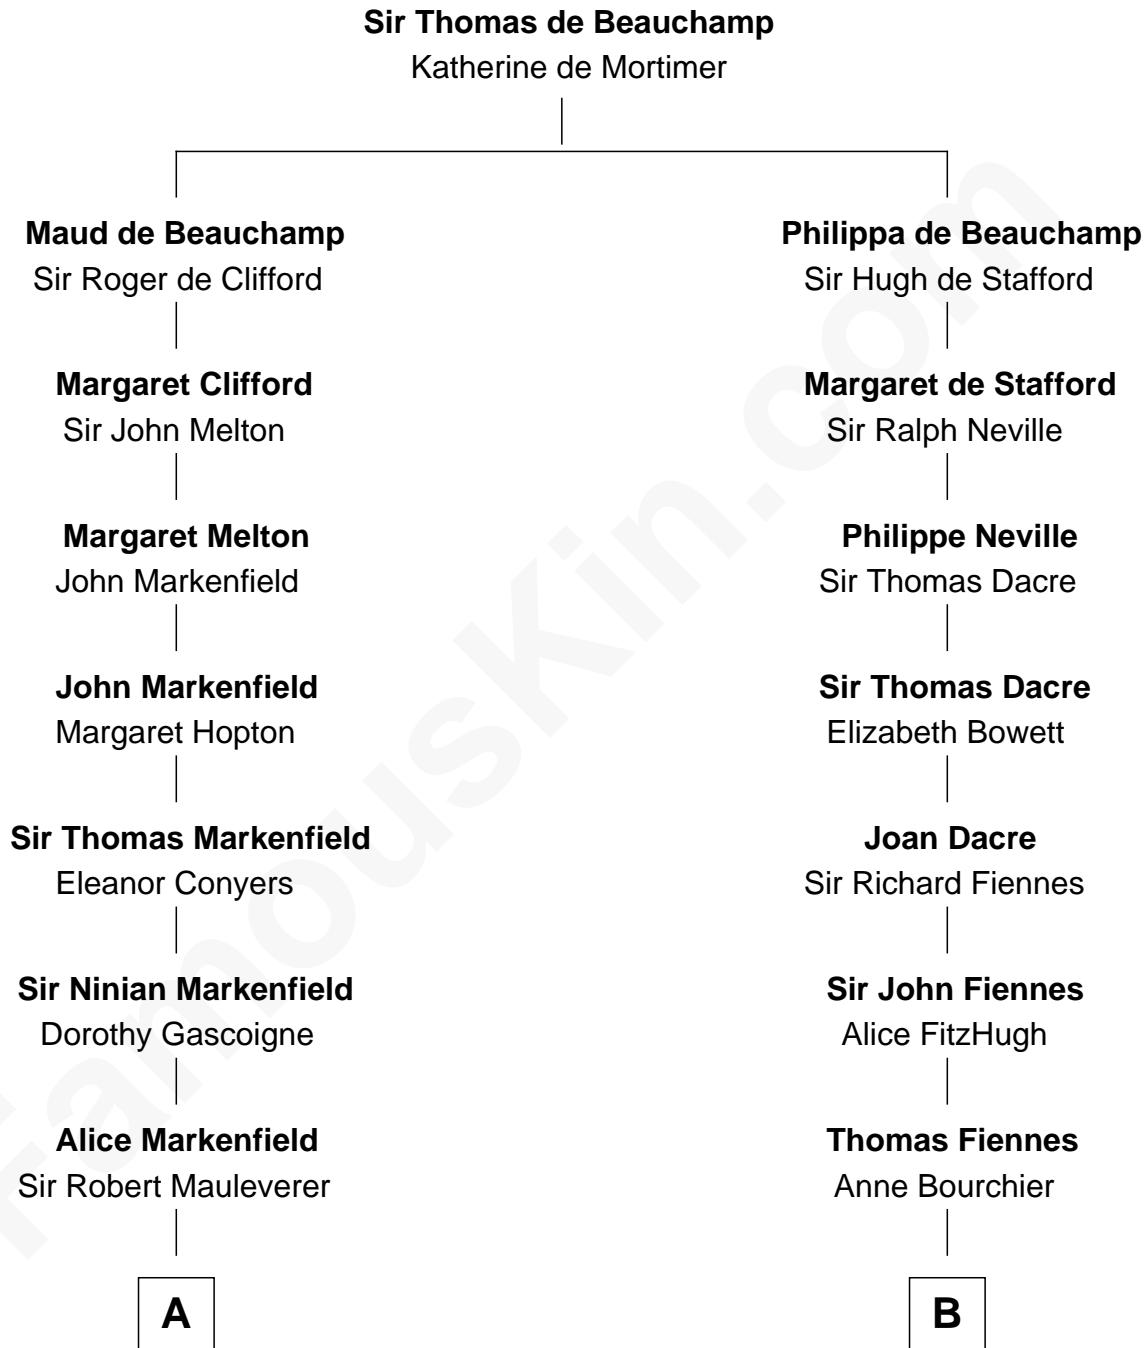 Sir Thomas de Beauchamp
Katherine de Mortimer
Maud de Beauchamp
Sir Roger de Clifford
Margaret Clifford
Sir John Melton
Margaret Melton
John Markenfield
John Markenfield
Margaret Hopton
Sir Thomas Markenfield
Eleanor Conyers
Sir Ninian Markenfield
Dorothy Gascoigne
Alice Markenfield
Sir Robert Mauleverer
A
Philippa de Beauchamp
Sir Hugh de Stafford
Margaret de Stafford
Sir Ralph Neville
Philippe Neville
Sir Thomas Dacre
Sir Thomas Dacre
Elizabeth Bowett
Joan Dacre
Sir Richard Fiennes
Sir John Fiennes
Alice FitzHugh
Thomas Fiennes
Anne Bourchier
B
FamousKin.com